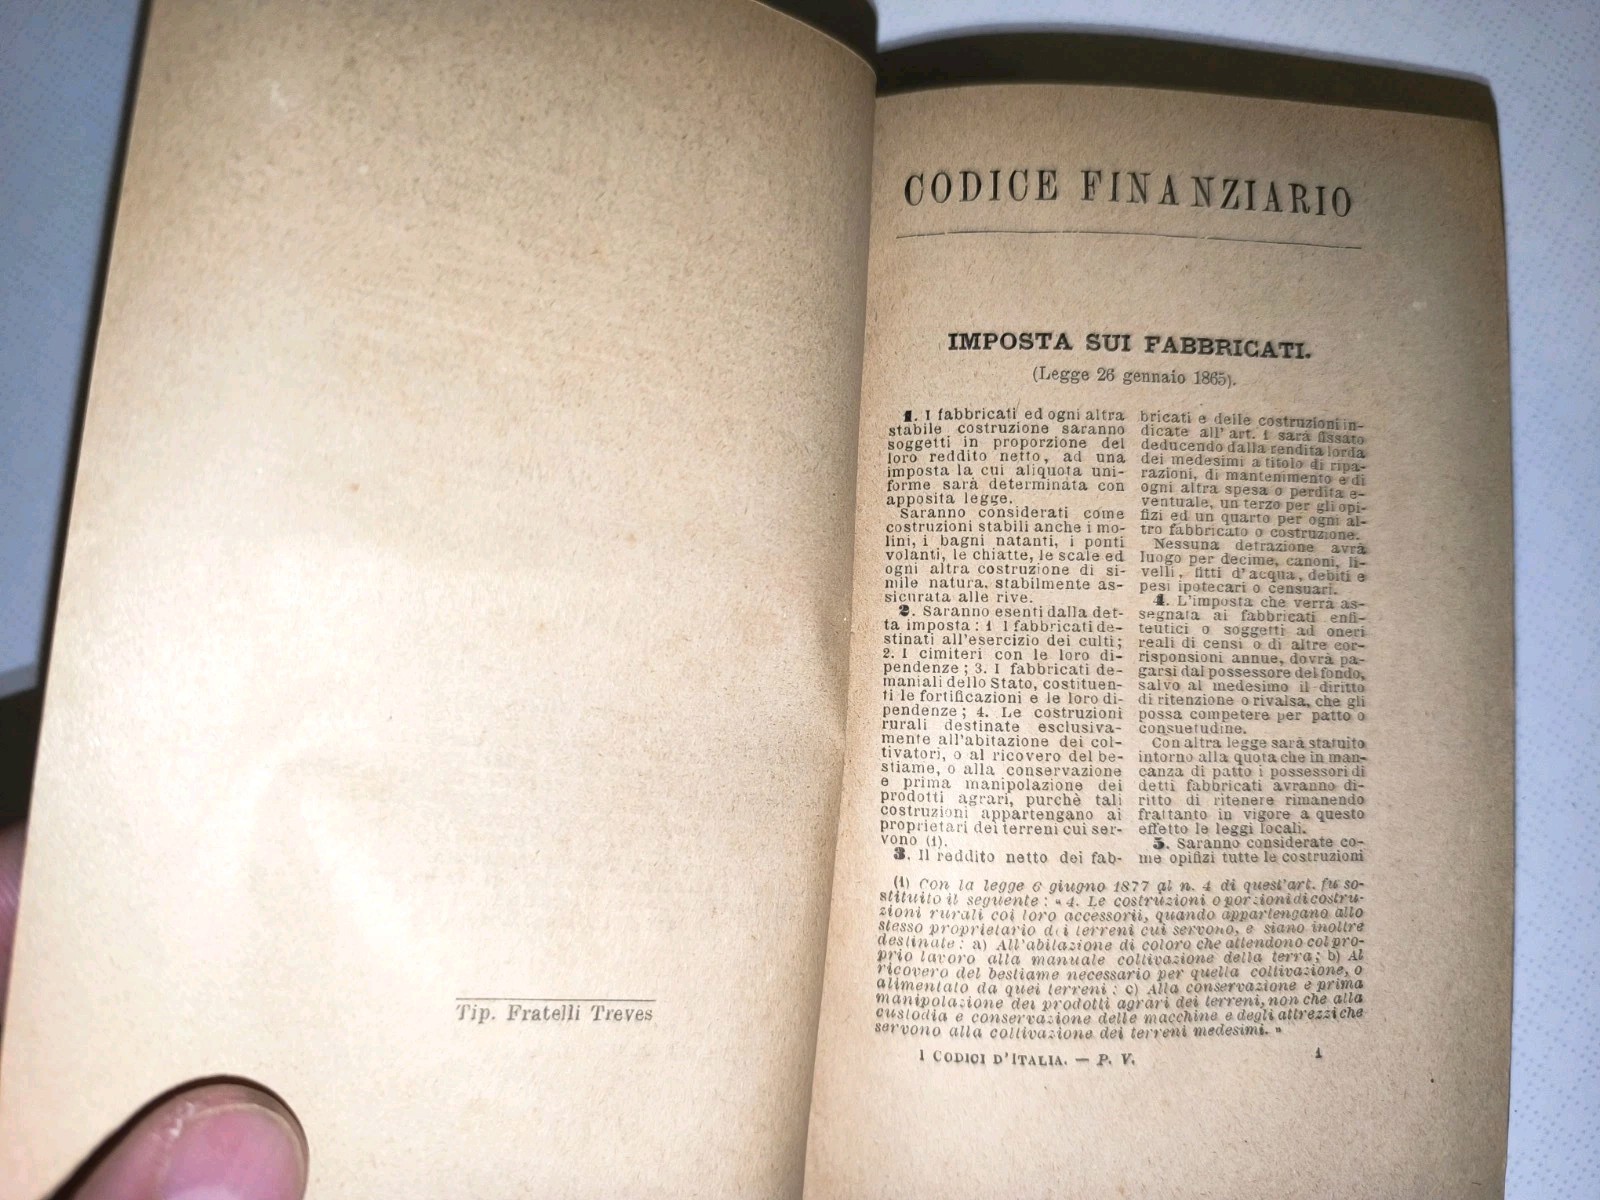 Tip. Fratelli Treves
CODICE FINANZIARIO
IMPOSTA SUI FABBRICATI.
(Legge 26 gennaio 1865).
1. I fabbricati ed ogni altra
stabile costruzione saranno
soggetti in proporzione del
loro reddito netto, ad una
imposta la cui aliquota uni-
forme sarà determinata con
apposita legge.
Saranno considerati come
costruzioni stabili anche i mo-
lini, i bagni natanti, i ponti
volanti, le chiatte, le scale ed
ogni altra costruzione di si-
mile natura. stabilmente as-
sicurata alle rive.
2. Saranno esenti dalla det-
ta imposta: 1 I fabbricati de-
stinati all'esercizio dei culti;
2. I cimiteri con le loro di-
pendenze; 3. I fabbricati de-
maniali dello Stato, costituen-
ti le fortificazioni e le loro di-
pendenze; 4. Le costruzioni
rurali destinate esclusiva-
mente all'abitazione dei col-
tivatori, o al ricovero del be-
stiame, o alla conservazione
e prima manipolazione dei
prodotti agrari, purchè tali
costruzioni appartengano ai
proprietari dei terreni cui ser-
vono (1).
3. Il reddito netto dei fab-
bricati e delle costruzioni in-
dicate all'art. 1 sarà fissato
deducendo dalla rendita lorda
dei medesimi a titolo di ripa-
razioni, di mantenimento e di
ogni altra spesa o perdita e-
ventuale, un terzo per gli opi-
fizi ed un quarto per ogni al-
tro fabbricato o costruzione.
Nessuna detrazione avrà
luogo per decime, canoni, li-
velli, fitti d'acqua, debiti e
pesi ipotecari o censuari.
4. L'imposta che verrà as-
segnata ai fabbricati enfi-
teutici o soggetti ad oneri
reali di censi o di altre cor-
risponsioni annue, dovrà pa-
garsi dal possessore del fondo,
salvo al medesimo il diritto
di ritenzione o rivalsa, che gli
possa competere per patto o
consuetudine.
Con altra legge sarà statuito
intorno alla quota che in man-
canza di patto i possessori di
detti fabbricati avranno di-
ritto di ritenere rimanendo
frattanto in vigore a questo
effetto le leggi locali.
5. Saranno considerate co-
me opifizi tutte le costruzioni
(1) Con la legge 6 giugno 1877 al n. 4 di quest'art. fu so-
stituito il seguente: « 4. Le costruzioni o porzioni di costru-
zioni rurali coi loro accessorii, quando appartengano allo
stesso proprietario dei terreni cui servono, e siano inoltre
destinate: a) All'abitazione di coloro che attendono col pro-
prio lavoro alla manuale coltivazione della terra; b) Al
ricovero del bestiame necessario per quella coltivazione, o
alimentato da quei terreni: c) Alla conservazione e prima
manipolazione dei prodotti agrari dei terreni, non che alla
custodia e conservazione delle macchine e degli attrezzi che
servono alla coltivazione dei terreni medesimi. »
I CODICI D'ITALIA. — P. V. 1